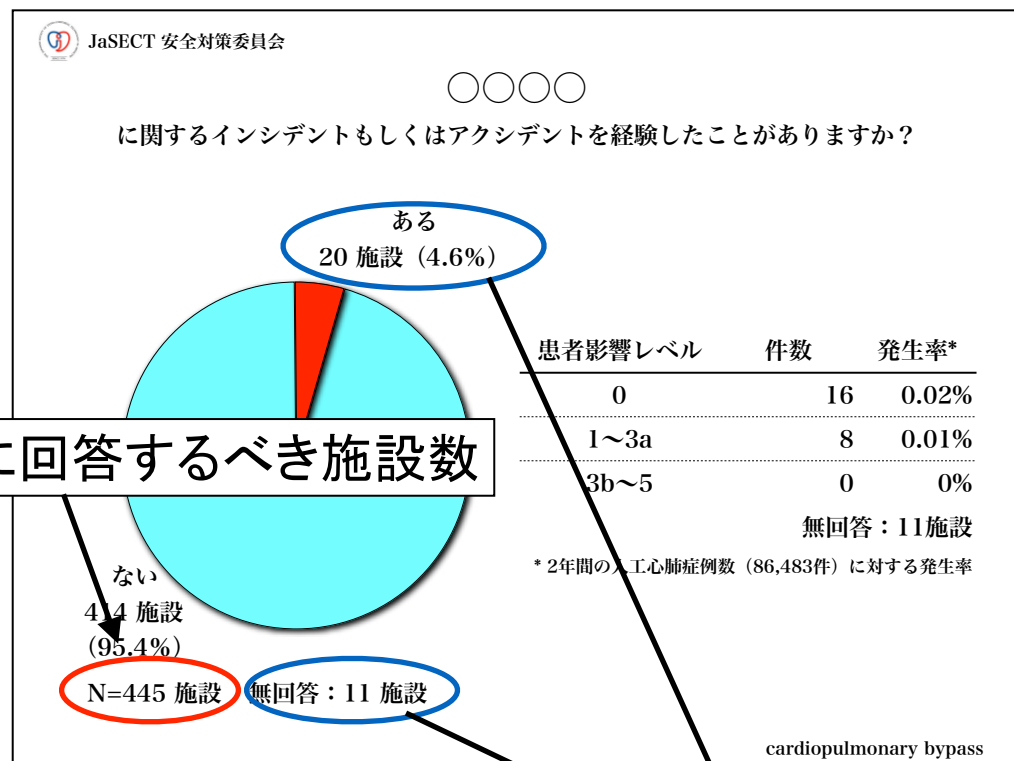 JaSECT 安全対策委員会
〇〇〇〇
に関するインシデントもしくはアクシデントを経験したことがありますか？
ある
20 施設（4.6%）
患者影響レベル 件数 発生率*
0 16 0.02%
1〜3a 8 0.01%
3b〜5 0 0%
無回答：11施設
* 2年間の人工心肺症例数（86,483件）に対する発生率
に回答するべき施設数
ない
414 施設
（95.4%）
N=445 施設 無回答：11 施設
cardiopulmonary bypass